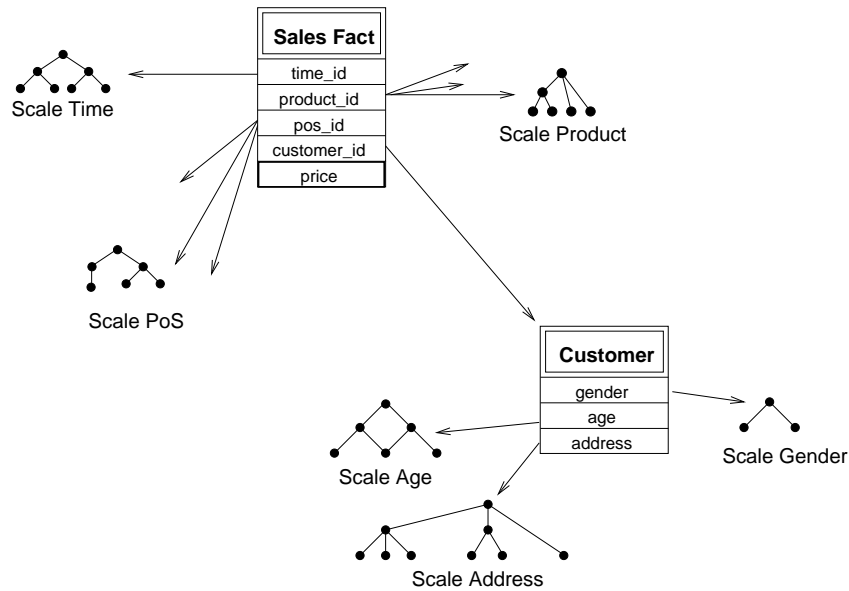 Sales Fact
time_id
product_id
pos_id
customer_id
price
Scale Time
Scale Product
Scale PoS
Customer
gender
age
address
Scale Age
Scale Gender
Scale Address